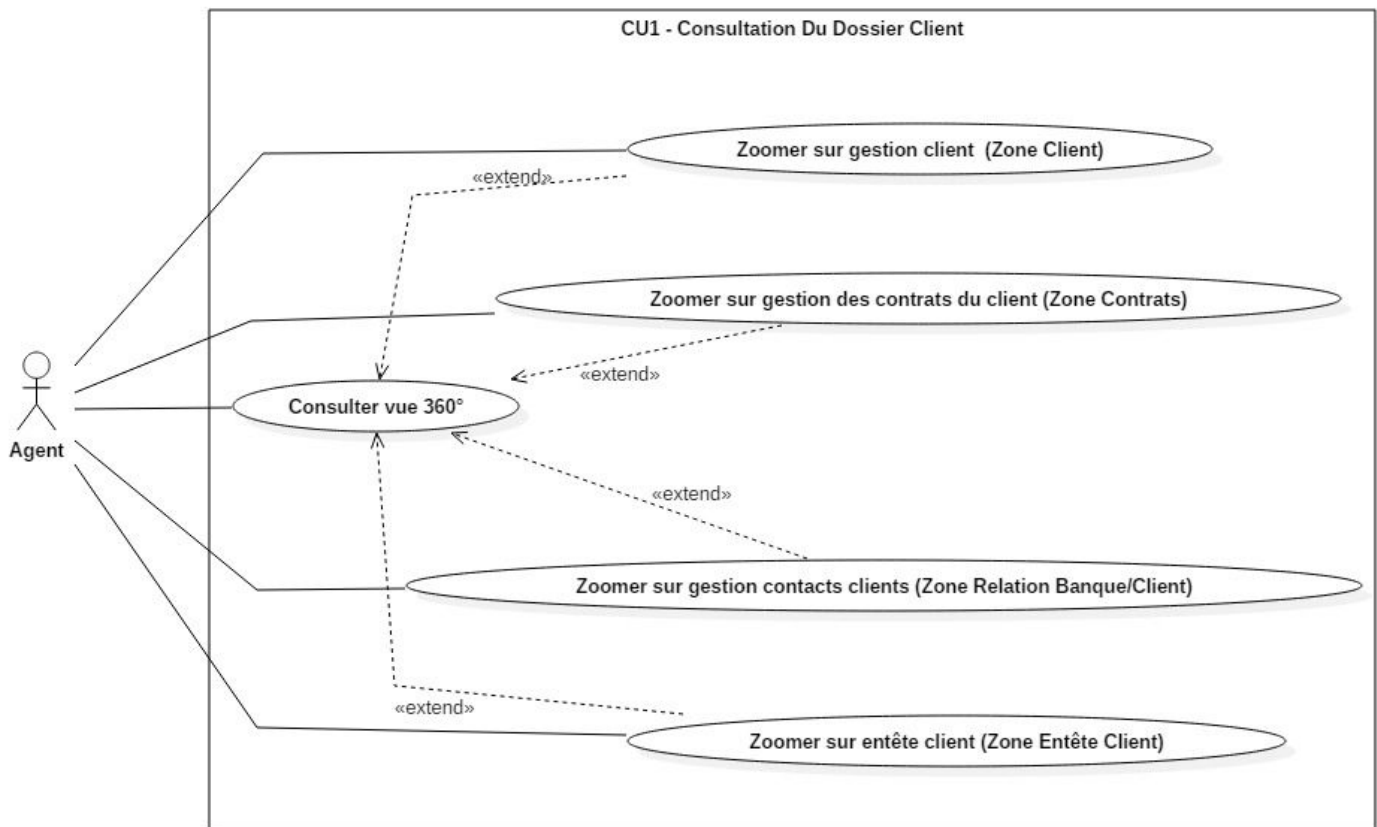 CU1 - Consultation Du Dossier Client
Zoomer sur gestion client (Zone Client)
«extend»
Zoomer sur gestion des contrats du client (Zone Contrats)
«extend»
Consulter vue 360°
Agent
«extend»
Zoomer sur gestion contacts clients (Zone Relation Banque/Client)
«extend»
Zoomer sur entête client (Zone Entête Client)